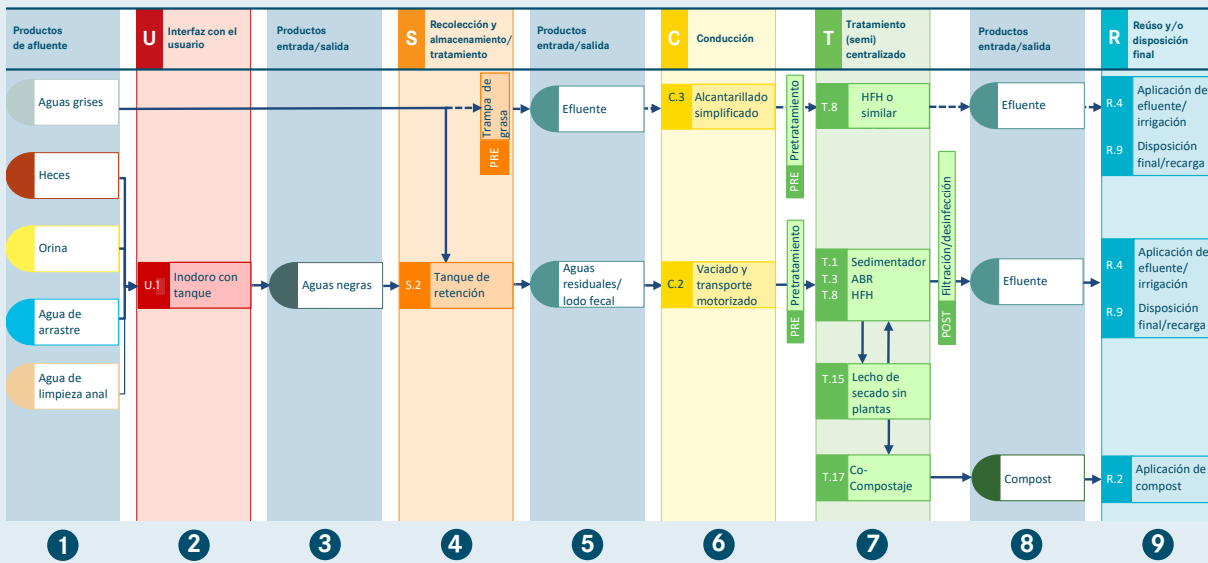 Productos
de afluente
U
Interfaz con el
usuario
Productos
entrada/salida
S
Recolección y
almacenamiento/
tratamiento
Productos
entrada/salida
C
Conducción
T
Tratamiento
(semi)
centralizado
Productos
entrada/salida
R
Reúso y/o
disposición
final
Aguas grises
PRE
Trampa de
grasa
Efluente
C.3
Alcantarillado
simplificado
PRE
Pretratamiento
T.8
HFH o
similar
Efluente
R.4
Aplicación de
efluente/
irrigación
R.9
Disposición
final/recarga
Heces
Orina
Agua de
arrastre
Agua de
limpieza anal
U.1
Inodoro con
tanque
Aguas negras
S.2
Tanque de
retención
Aguas
residuales/
lodo fecal
C.2
Vaciado y
transporte
motorizado
PRE
Pretratamiento
T.1
Sedimentador
T.3
ABR
T.8
HFH
POST
Filtración/desinfección
Efluente
R.4
Aplicación de
efluente/
irrigación
R.9
Disposición
final/recarga
T.15
Lecho de
secado sin
plantas
T.17
Co-
Compostaje
Compost
R.2
Aplicación de
compost
1
2
3
4
5
6
7
8
9